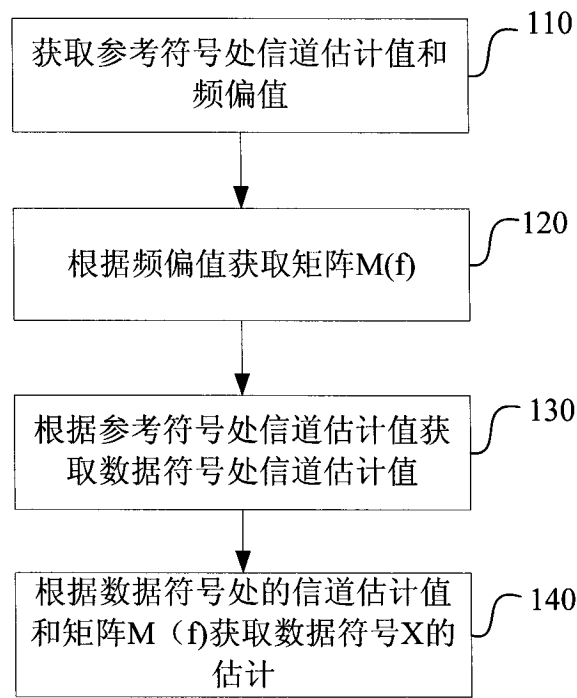 获取参考符号处信道估计值和
频偏值
110
根据频偏值获取矩阵M(f)
120
根据参考符号处信道估计值获
取数据符号处信道估计值
130
根据数据符号处的信道估计值
和矩阵M（f)获取数据符号X的
估计
140